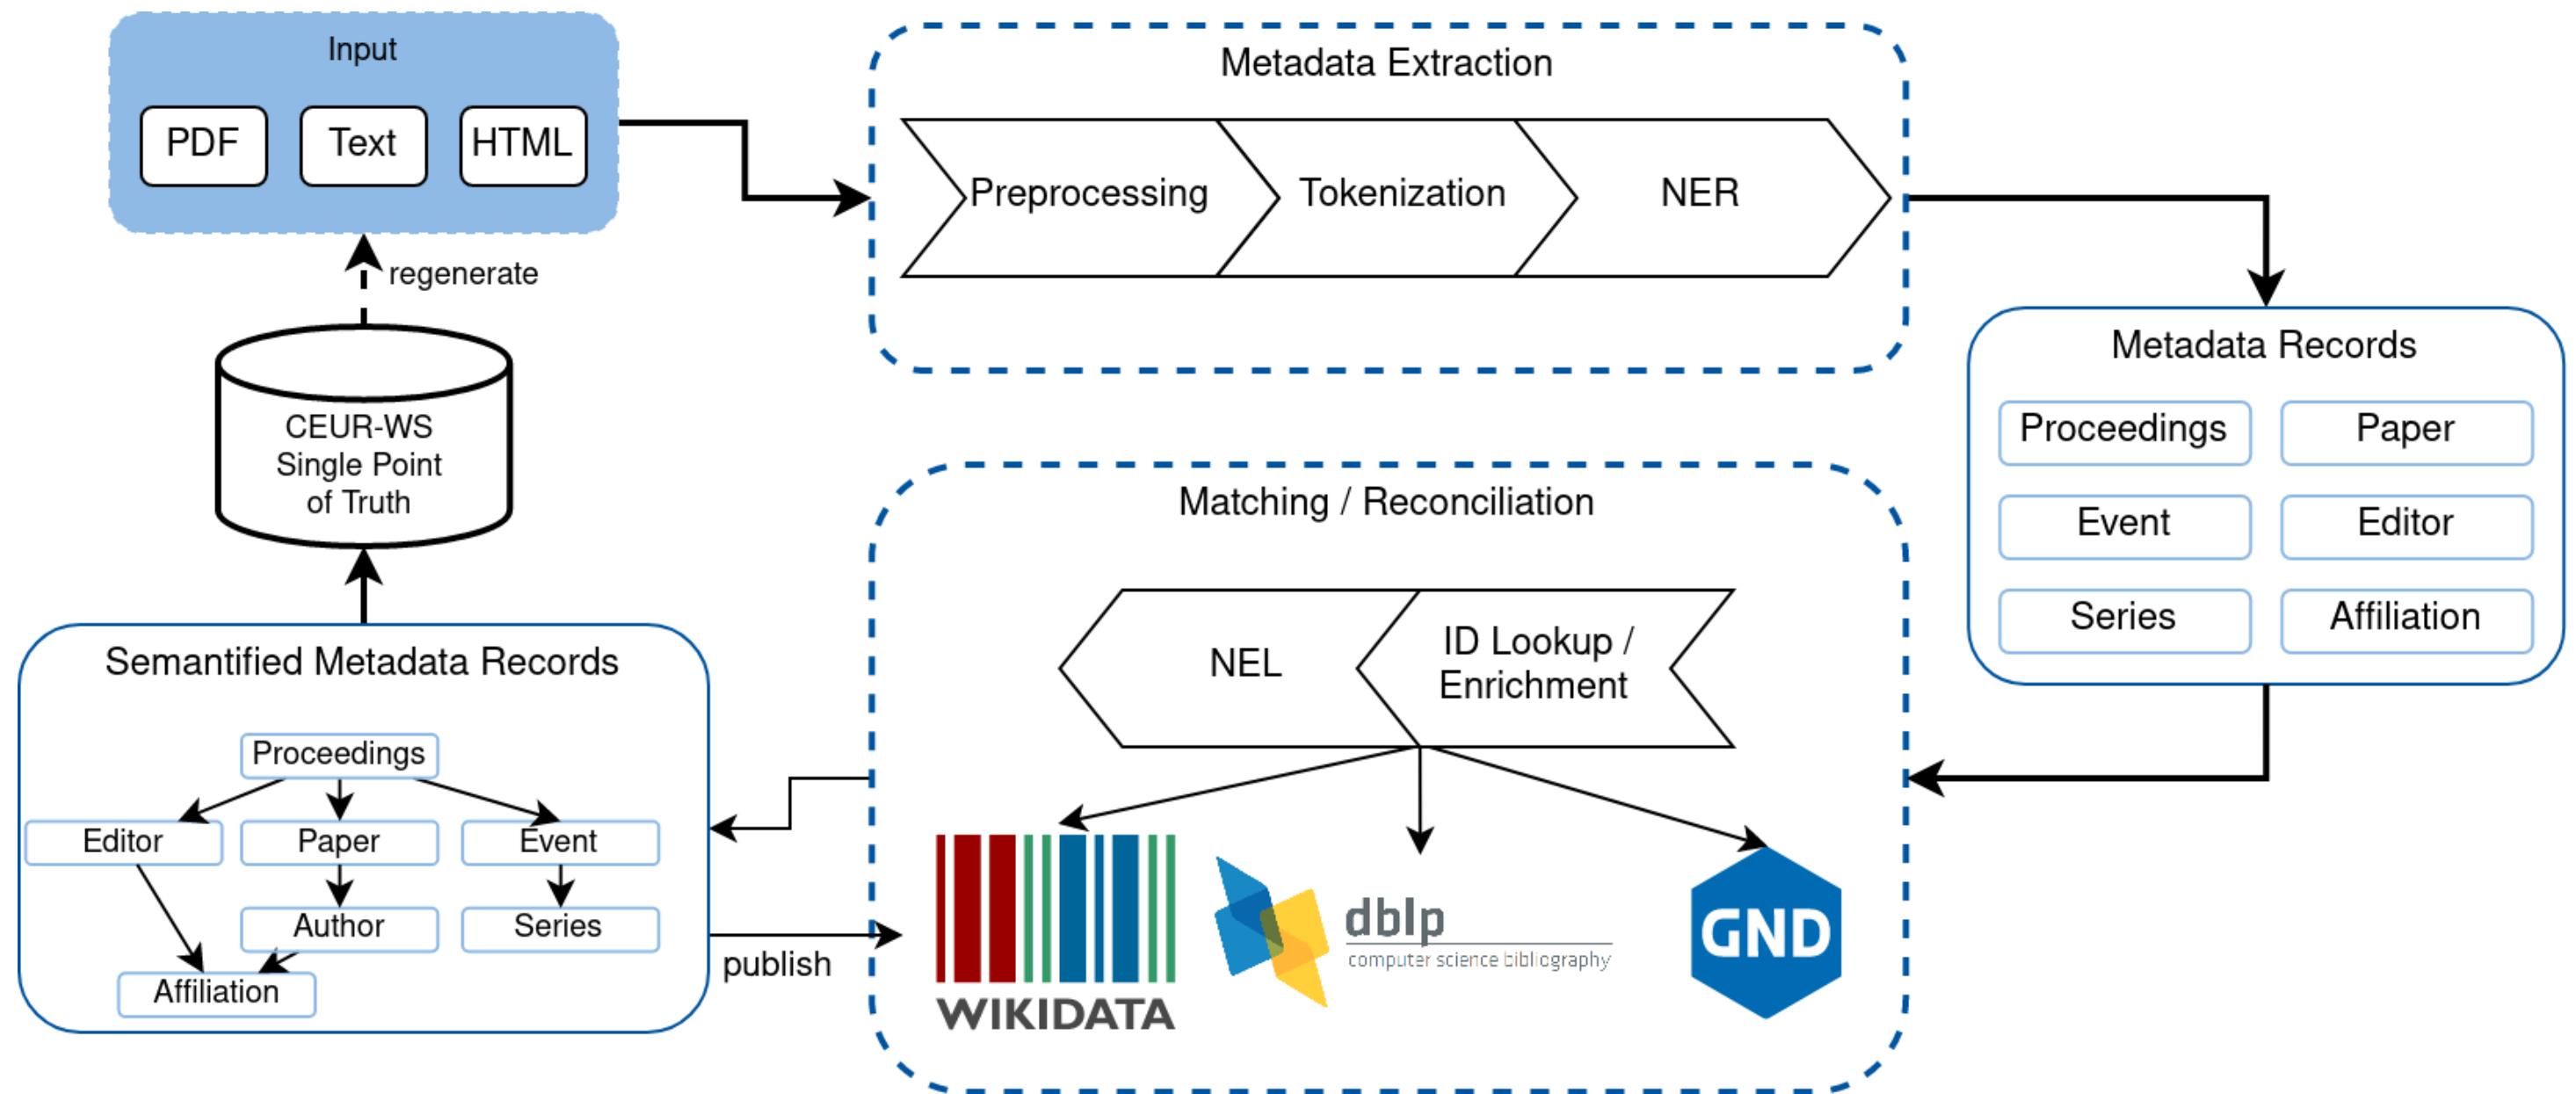 Input
PDF
Text
HTML
regenerate
CEUR-WS
Single Point
of Truth
Metadata Extraction
Preprocessing
Tokenization
NER
Metadata Records
Proceedings
Paper
Event
Editor
Series
Affiliation
Matching / Reconciliation
NEL
ID Lookup /
Enrichment
WIKIDATA
dblp
computer science bibliography
GND
Semantified Metadata Records
Proceedings
Editor
Paper
Event
Author
Series
Affiliation
publish